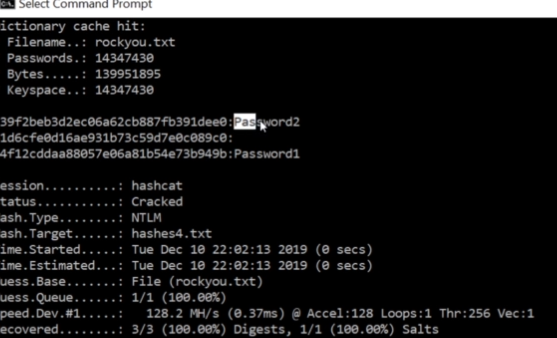 Select Command Prompt
ictionary cache hit:
Filename..: rockyou.txt
Passwords.: 14347430
Bytes.....: 139951895
Keyspace..: 14347430
39f2beb3d2ec06a62cb887fb391dee0:Password2
1d6cfe0d16ae931b73c59d7e0c089c0:
4f12cddaa88057e06a81b54e73b949b:Password1
ession..........: hashcat
tatus...........: Cracked
ash.Type........: NTLM
ash.Target......: hashes4.txt
ime.Started.....: Tue Dec 10 22:02:13 2019 (0 secs)
ime.Estimated...: Tue Dec 10 22:02:13 2019 (0 secs)
uess.Base.......: File (rockyou.txt)
uess.Queue......: 1/1 (100.00%)
peed.Dev.#1.....:   128.2 MH/s (0.37ms) @ Accel:128 Loops:1 Thr:256 Vec:1
ecovered........: 3/3 (100.00%) Digests, 1/1 (100.00%) Salts